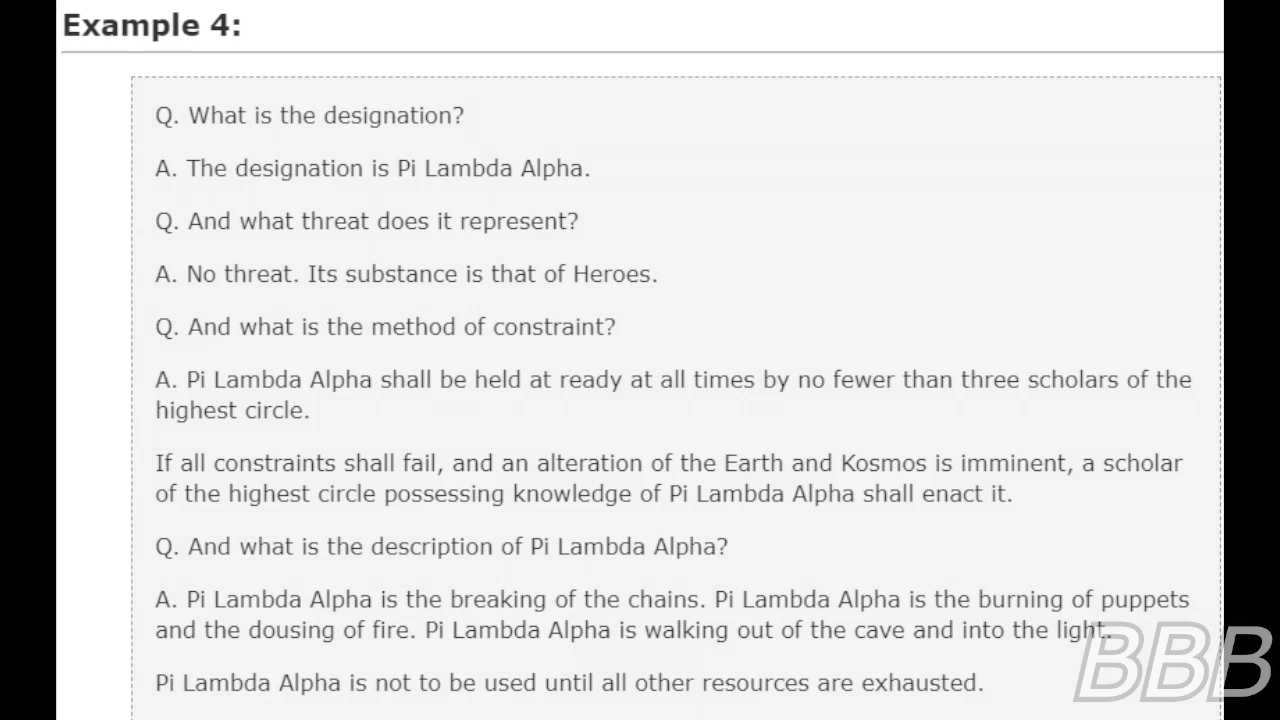 Example 4:
Q. What is the designation?
A. The designation is Pi Lambda Alpha.
Q. And what threat does it represent?
A. No threat. Its substance is that of Heroes.
Q. And what is the method of constraint?
A. Pi Lambda Alpha shall be held at ready at all times by no fewer than three scholars of the
highest circle.
If all constraints shall fail, and an alteration of the Earth and Kosmos is imminent, a scholar
of the highest circle possessing knowledge of Pi Lambda Alpha shall enact it.
Q. And what is the description of Pi Lambda Alpha?
A. Pi Lambda Alpha is the breaking of the chains. Pi Lambda Alpha is the burning of puppets
and the dousing of fire. Pi Lambda Alpha is walking out of the cave and into the light.
Pi Lambda Alpha is not to be used until all other resources are exhausted.
BBB